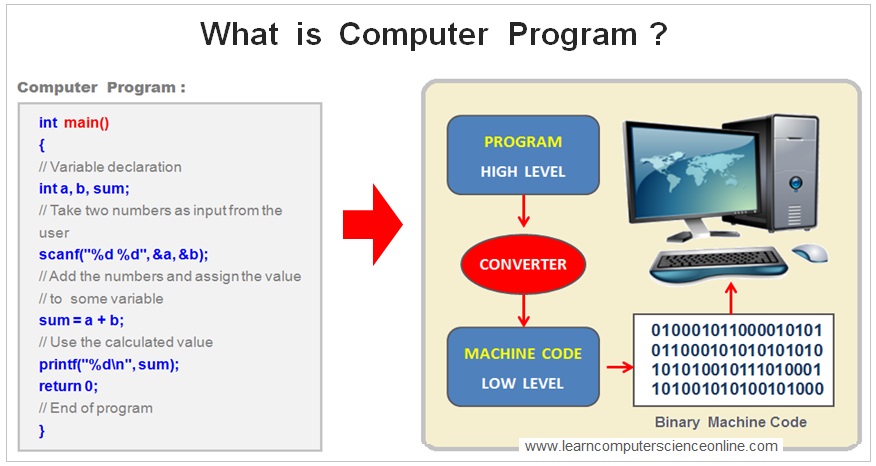 What is Computer Program ?
Computer Program :
int main()
{
// Variable declaration
int a, b, sum;
// Take two numbers as input from the
user
scanf("%d %d", &a, &b);
// Add the numbers and assign the value
// to some variable
sum = a + b;
// Use the calculated value
printf("%d\n", sum);
return 0;
// End of program
}
PROGRAM
HIGH LEVEL
CONVERTER
MACHINE CODE
LOW LEVEL
010001011000010101
011000101010101010
101010010111010001
101001010100101000
Binary Machine Code
www.learncomputerscienceonline.com